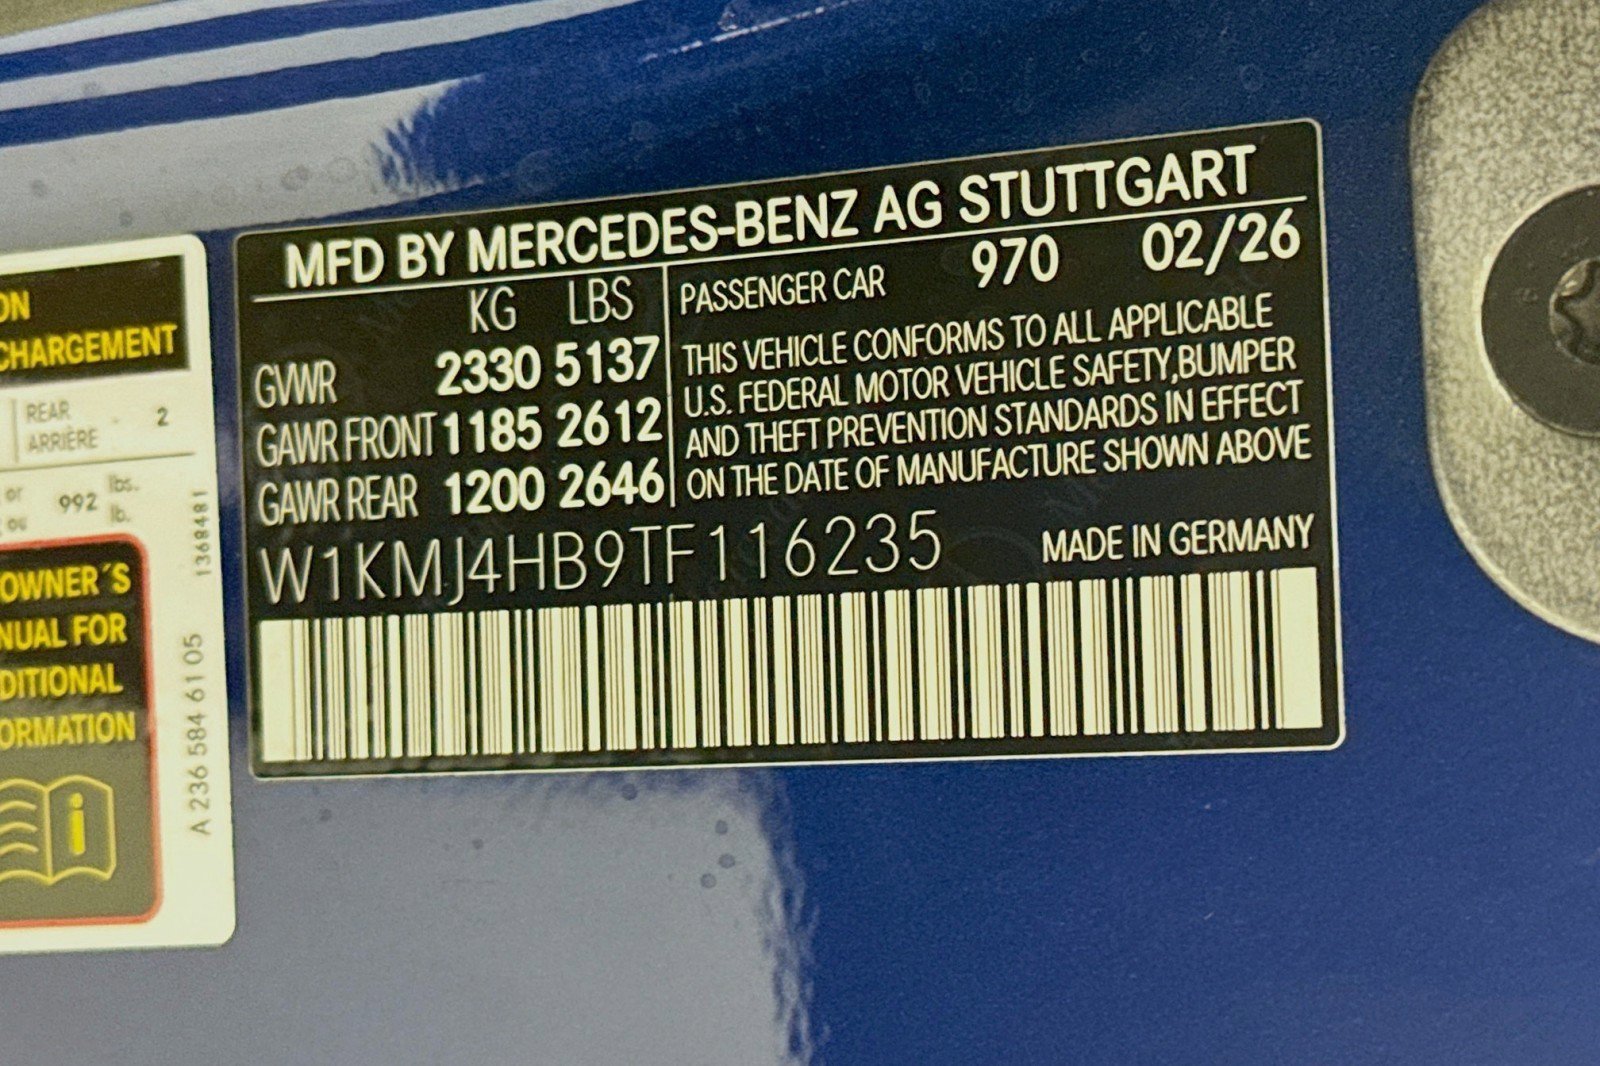 ON
CHARGEMENT
REAR
ARRIÈRE - 2
or
ou 992 lbs.
lb.
OWNER´S
NUAL FOR
DITIONAL
ORMATION
i
1368481
A 236 584 61 05
MFD BY MERCEDES-BENZ AG STUTTGART
KG LBS
GVWR 2330 5137
GAWR FRONT 1185 2612
GAWR REAR 1200 2646
PASSENGER CAR 970 02/26
THIS VEHICLE CONFORMS TO ALL APPLICABLE
U.S. FEDERAL MOTOR VEHICLE SAFETY,BUMPER
AND THEFT PREVENTION STANDARDS IN EFFECT
ON THE DATE OF MANUFACTURE SHOWN ABOVE
W1KMJ4HB9TF116235 MADE IN GERMANY